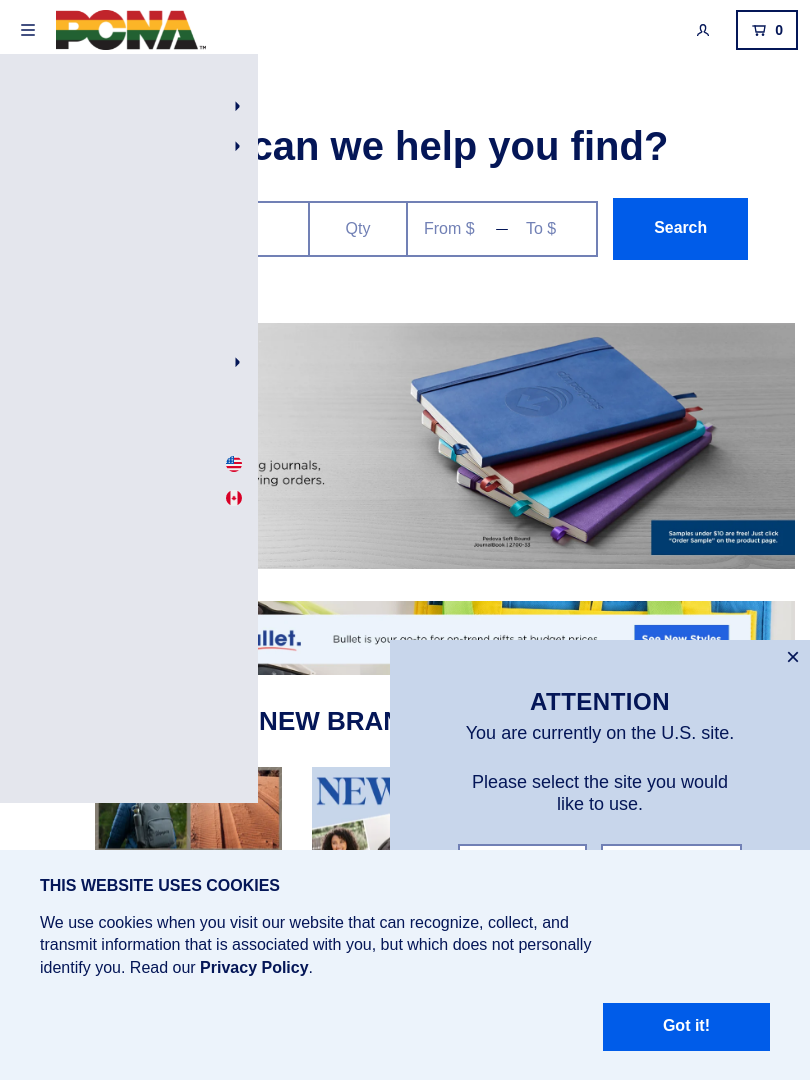 PCNA™
0
can we help you find?
Qty
From $ — To $
Search
g journals,
ving orders.
Pedova Soft Bound
JournalBook | 2700-53
Samples under $10 are free! Just click
"Order Sample" on the product page.
ullet.
Bullet is your go-to for on-trend gifts at budget prices
See New Styles
NEW BRAN
NEW
×
ATTENTION
You are currently on the U.S. site.
Please select the site you would
like to use.
THIS WEBSITE USES COOKIES
We use cookies when you visit our website that can recognize, collect, and
transmit information that is associated with you, but which does not personally
identify you. Read our Privacy Policy.
Got it!